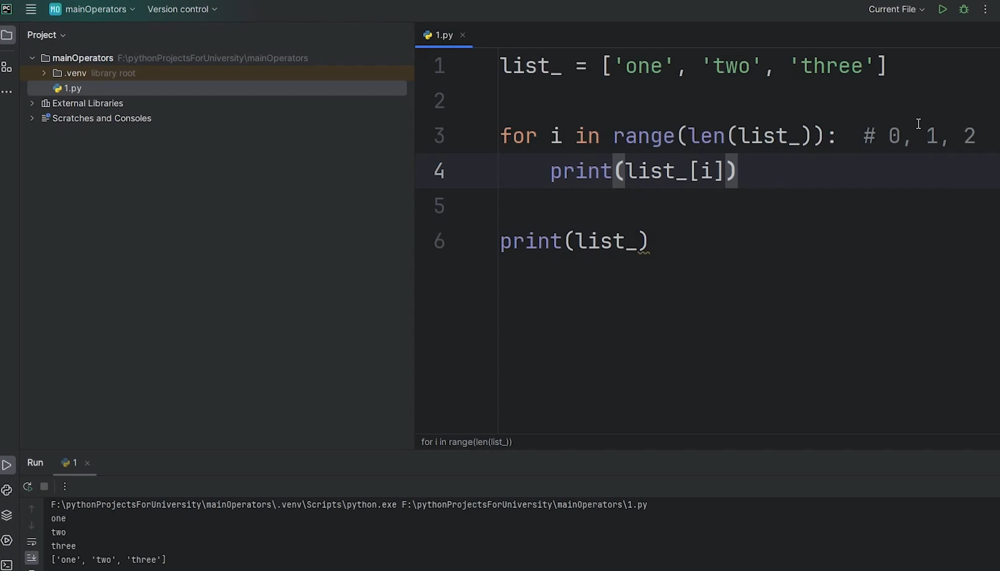 PC MO mainOperators Version control Current File
Project
1.py
mainOperators F:\pythonProjectsForUniversity\mainOperators
.venv library root
1.py
External Libraries
Scratches and Consoles
1 list_ = ['one', 'two', 'three']
2
3 for i in range(len(list_)):  # 0, 1, 2
4     print(list_[i])
5
6 print(list_)
for i in range(len(list_))
Run 1
F:\pythonProjectsForUniversity\mainOperators\.venv\Scripts\python.exe F:\pythonProjectsForUniversity\mainOperators\1.py
one
two
three
['one', 'two', 'three']